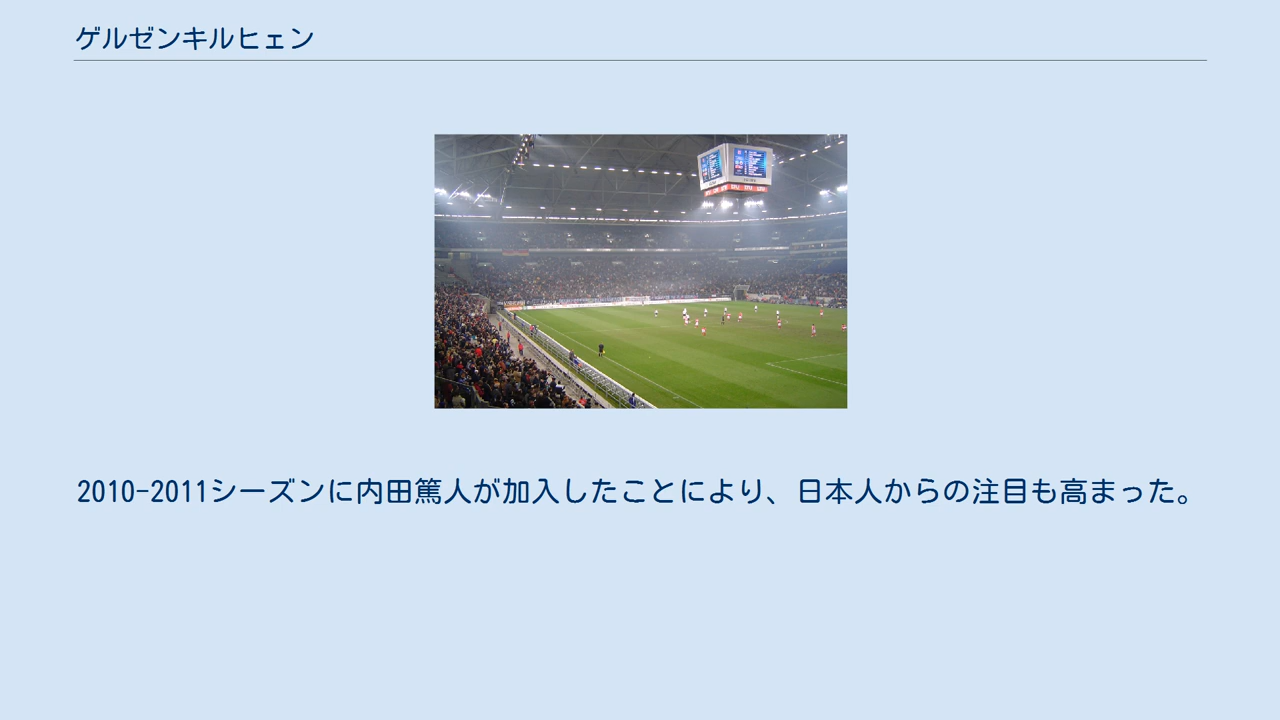 ゲルゼンキルヒェン
2010-2011シーズンに内田篤人が加入したことにより、日本人からの注目も高まった。